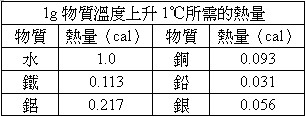 1g 物質溫度上升 1℃所需的熱量
物質 熱量（cal） 物質 熱量（cal）
水 1.0 銅 0.093
鐵 0.113 鉛 0.031
鋁 0.217 銀 0.056